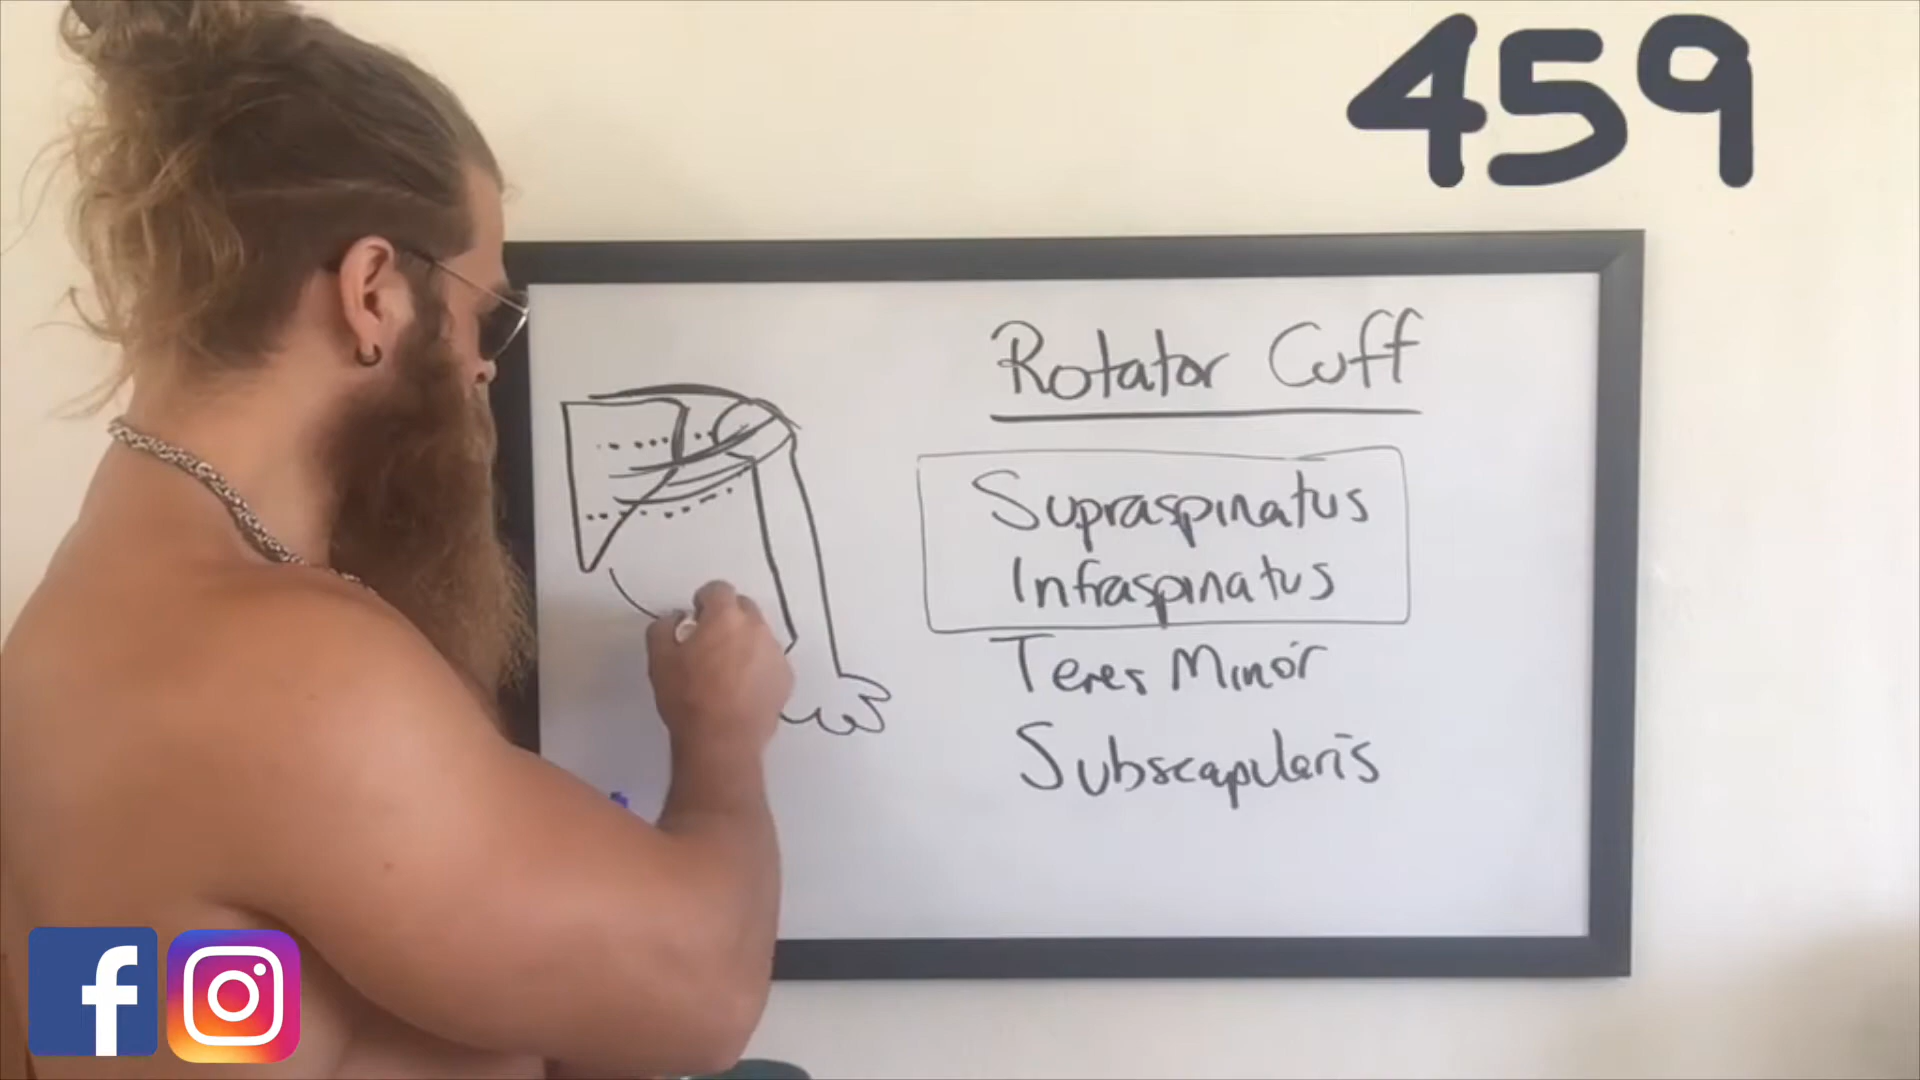 459
Rotator Cuff
Supraspinatus
Infraspinatus
Teres Minor
Subscapularis